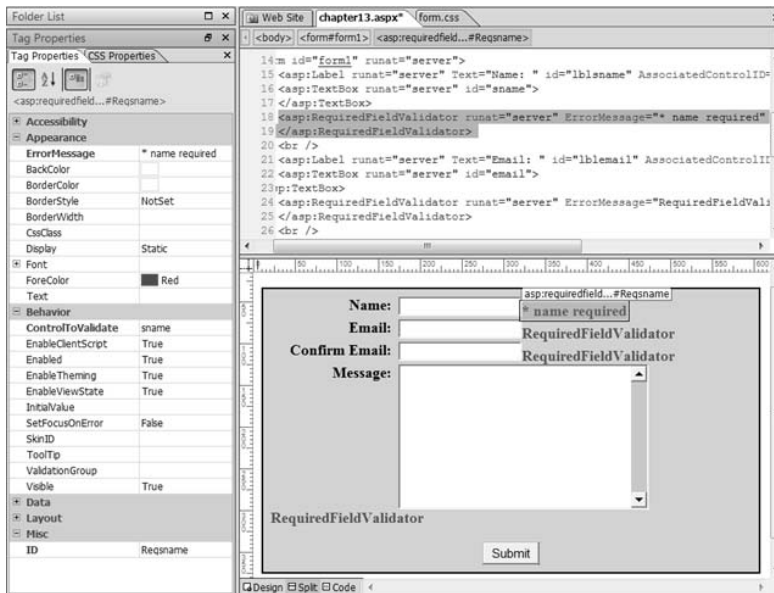 Folder List
Tag Properties
Tag Properties CSS Properties
<asp:requiredfield...#Reqsname>
Accessibility
Appearance
ErrorMessage * name required
BackColor
BorderColor
BorderStyle NotSet
BorderWidth
CssClass
Display Static
Font
ForeColor Red
Text
Behavior
ControlToValidate sname
EnableClientScript True
Enabled True
EnableTheming True
EnableViewState True
InitialValue
SetFocusOnError False
SkinID
ToolTip
ValidationGroup
Visible True
Data
Layout
Misc
ID Reqsname
Web Site chapter13.aspx* form.css
<body> <form#form1> <asp:requiredfield...#Reqsname>
14 m id="form1" runat="server">
15 <asp:Label runat="server" Text="Name: " id="lblsname" AssociatedControlID=
16 <asp:TextBox runat="server" id="sname">
17 </asp:TextBox>
18 <asp:RequiredFieldValidator runat="server" ErrorMessage="* name required"
19 </asp:RequiredFieldValidator>
20 <br />
21 <asp:Label runat="server" Text="Email: " id="lblemail" AssociatedControlID
22 <asp:TextBox runat="server" id="email">
23 p:TextBox>
24 <asp:RequiredFieldValidator runat="server" ErrorMessage="RequiredFieldVali
25 </asp:RequiredFieldValidator>
26 <br />
50 100 150 200 250 300 350 400 450 500 550 600
asp:requiredfield...#Reqsname
Name: * name required
Email: RequiredFieldValidator
Confirm Email: RequiredFieldValidator
Message:
RequiredFieldValidator
Submit
Design Split Code